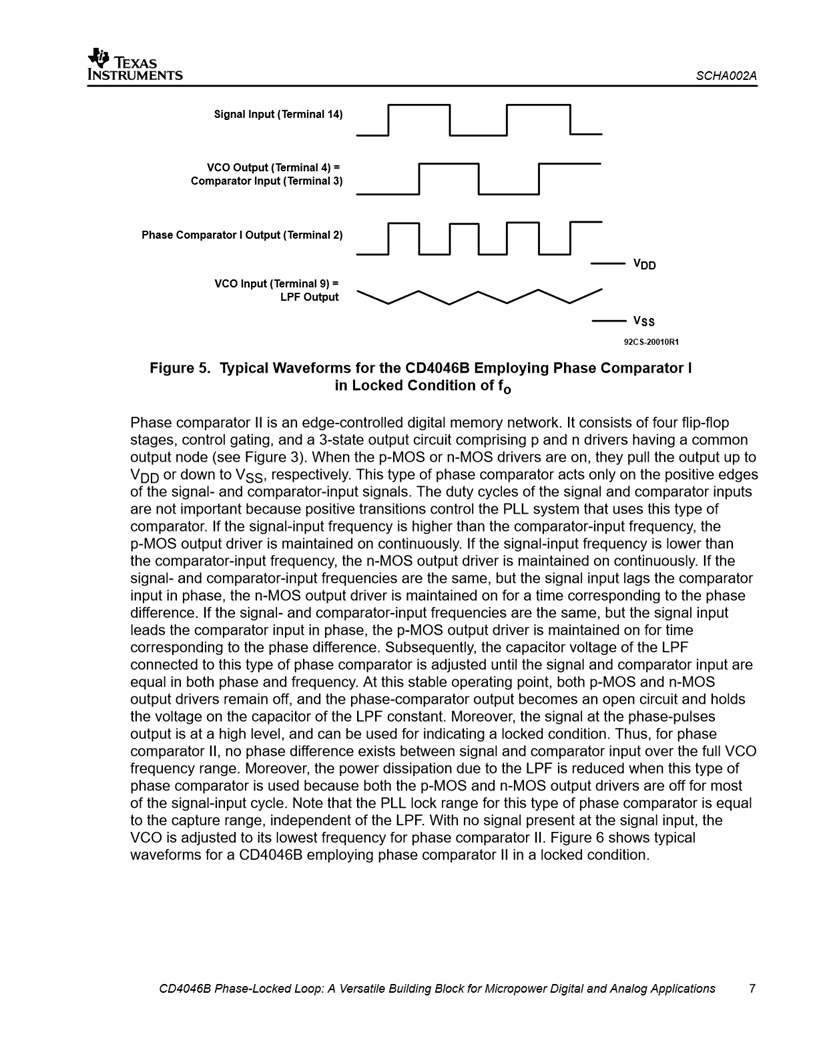 TEXAS
INSTRUMENTS
SCHA002A
Signal Input (Terminal 14)
VCO Output (Terminal 4) =
Comparator Input (Terminal 3)
Phase Comparator I Output (Terminal 2)
VDD
VCO Input (Terminal 9) =
LPF Output
VSS
92CS-20010R1
Figure 5. Typical Waveforms for the CD4046B Employing Phase Comparator I
in Locked Condition of fo
Phase comparator II is an edge-controlled digital memory network. It consists of four flip-flop
stages, control gating, and a 3-state output circuit comprising p and n drivers having a common
output node (see Figure 3). When the p-MOS or n-MOS drivers are on, they pull the output up to
VDD or down to VSS, respectively. This type of phase comparator acts only on the positive edges
of the signal- and comparator-input signals. The duty cycles of the signal and comparator inputs
are not important because positive transitions control the PLL system that uses this type of
comparator. If the signal-input frequency is higher than the comparator-input frequency, the
p-MOS output driver is maintained on continuously. If the signal-input frequency is lower than
the comparator-input frequency, the n-MOS output driver is maintained on continuously. If the
signal- and comparator-input frequencies are the same, but the signal input lags the comparator
input in phase, the n-MOS output driver is maintained on for a time corresponding to the phase
difference. If the signal- and comparator-input frequencies are the same, but the signal input
leads the comparator input in phase, the p-MOS output driver is maintained on for time
corresponding to the phase difference. Subsequently, the capacitor voltage of the LPF
connected to this type of phase comparator is adjusted until the signal and comparator input are
equal in both phase and frequency. At this stable operating point, both p-MOS and n-MOS
output drivers remain off, and the phase-comparator output becomes an open circuit and holds
the voltage on the capacitor of the LPF constant. Moreover, the signal at the phase-pulses
output is at a high level, and can be used for indicating a locked condition. Thus, for phase
comparator II, no phase difference exists between signal and comparator input over the full VCO
frequency range. Moreover, the power dissipation due to the LPF is reduced when this type of
phase comparator is used because both the p-MOS and n-MOS output drivers are off for most
of the signal-input cycle. Note that the PLL lock range for this type of phase comparator is equal
to the capture range, independent of the LPF. With no signal present at the signal input, the
VCO is adjusted to its lowest frequency for phase comparator II. Figure 6 shows typical
waveforms for a CD4046B employing phase comparator II in a locked condition.
CD4046B Phase-Locked Loop: A Versatile Building Block for Micropower Digital and Analog Applications 7